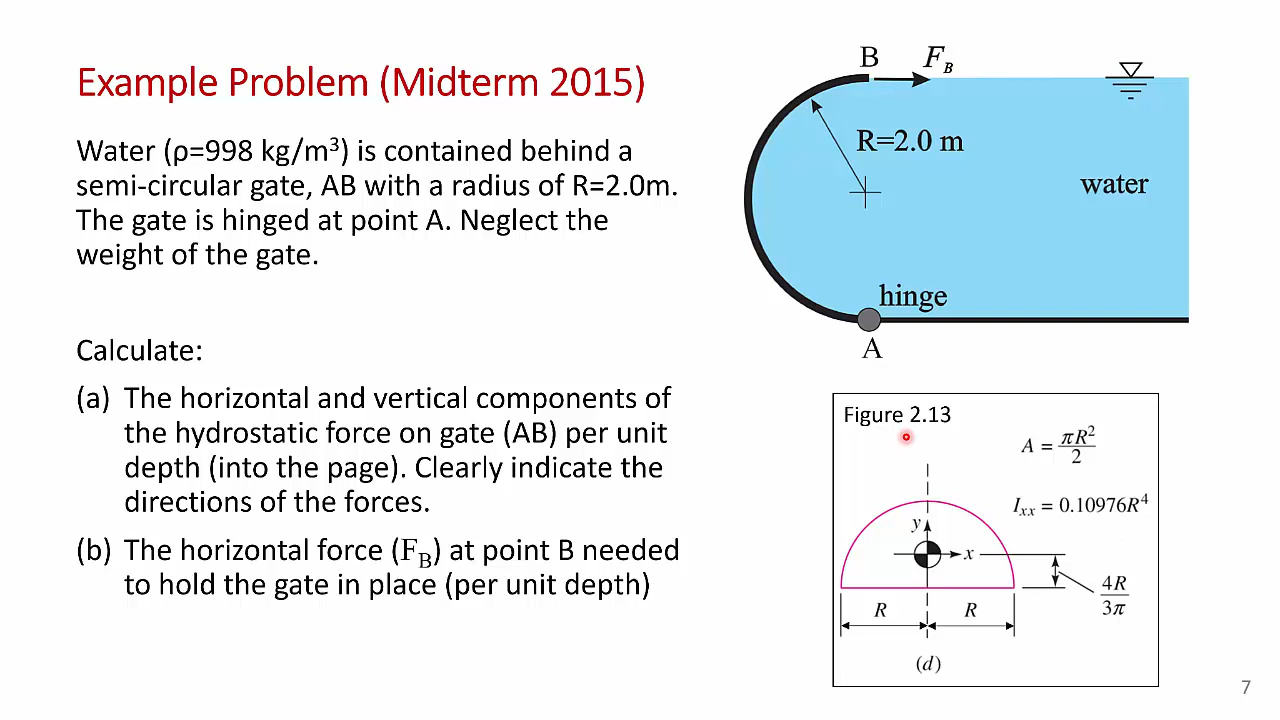 Example Problem (Midterm 2015)
Water (ρ=998 kg/m³) is contained behind a
semi-circular gate, AB with a radius of R=2.0m.
The gate is hinged at point A. Neglect the
weight of the gate.
Calculate:
(a) The horizontal and vertical components of
the hydrostatic force on gate (AB) per unit
depth (into the page). Clearly indicate the
directions of the forces.
(b) The horizontal force (F_B) at point B needed
to hold the gate in place (per unit depth)
B F_B
R=2.0 m
water
hinge
A
Figure 2.13
A = πR²/2
I_xx = 0.10976R⁴
y
x
4R/3π
R R
(d)
7